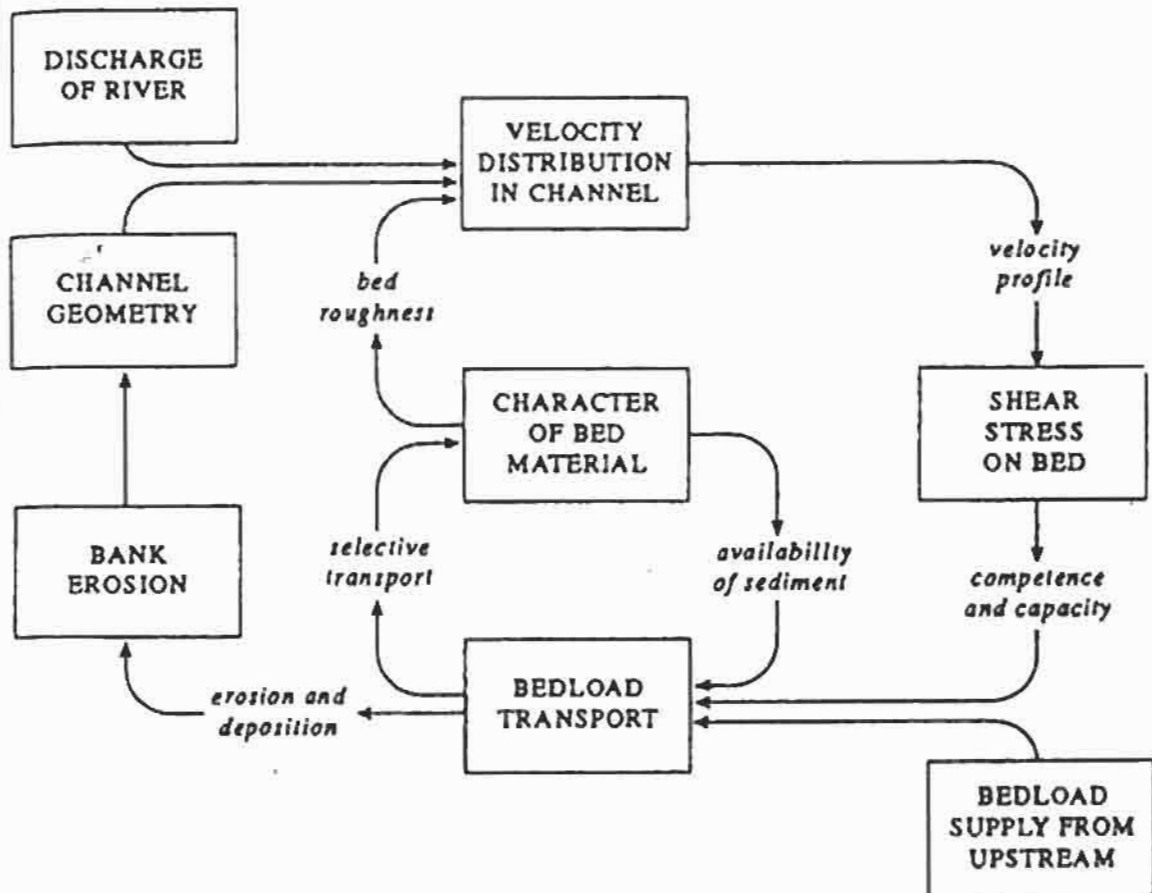 DISCHARGE
OF RIVER
VELOCITY
DISTRIBUTION
IN CHANNEL
CHANNEL
GEOMETRY
bed
roughness
velocity
profile
CHARACTER
OF BED
MATERIAL
SHEAR
STRESS
ON BED
BANK
EROSION
selective
transport
availability
of sediment
competence
and capacity
erosion and
deposition
BEDLOAD
TRANSPORT
BEDLOAD
SUPPLY FROM
UPSTREAM